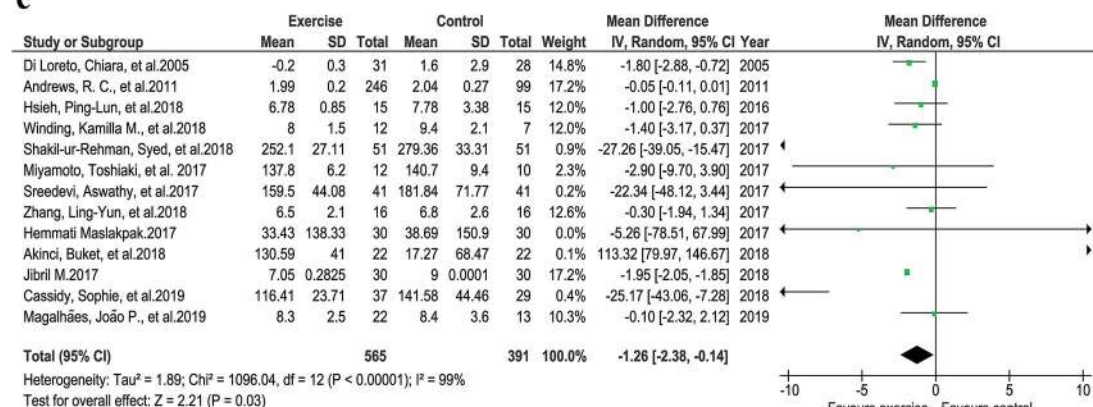 c
Exercise Control Mean Difference Mean Difference
Study or Subgroup Mean SD Total Mean SD Total Weight IV, Random, 95% CI Year IV, Random, 95% CI
Di Loreto, Chiara, et al.2005 -0.2 0.3 31 1.6 2.9 28 14.8% -1.80 [-2.88, -0.72] 2005
Andrews, R. C., et al.2011 1.99 0.2 246 2.04 0.27 99 17.2% -0.05 [-0.11, 0.01] 2011
Hsieh, Ping-Lun, et al.2018 6.78 0.85 15 7.78 3.38 15 12.0% -1.00 [-2.76, 0.76] 2016
Winding, Kamilla M., et al.2018 8 1.5 12 9.4 2.1 7 12.0% -1.40 [-3.17, 0.37] 2017
Shakil-ur-Rehman, Syed, et al.2018 252.1 27.11 51 279.36 33.31 51 0.9% -27.26 [-39.05, -15.47] 2017
Miyamoto, Toshiaki, et al. 2017 137.8 6.2 12 140.7 9.4 10 2.4% -2.90 [-9.70, 3.90] 2017
Sreedevi, Aswathy, et al.2017 159.5 44.08 41 181.84 71.77 41 0.2% -22.34 [-48.12, 3.44] 2017
Zhang, Ling-Yun, et al.2018 6.5 2.1 16 6.8 2.6 16 12.6% -0.30 [-1.94, 1.34] 2017
Hemmati Maslakpak.2017 33.43 138.33 30 38.69 150.9 30 0.0% -5.26 [-78.51, 67.99] 2017
Akinci, Buket, et al.2018 130.59 41 22 17.27 68.47 22 0.1% 113.32 [79.97, 146.67] 2018
Jibril M.2017 7.05 0.2825 30 9 0.0001 30 17.2% -1.95 [-2.05, -1.85] 2018
Cassidy, Sophie, et al.2019 116.41 23.71 37 141.58 44.46 29 0.4% -25.17 [-43.06, -7.28] 2018
Magalhães, João P., et al.2019 8.3 2.5 22 8.4 3.6 13 10.3% -0.10 [-2.32, 2.12] 2019
Total (95% CI) 565 391 100.0% -1.26 [-2.38, -0.14]
Heterogeneity: Tau² = 1.89; Chi² = 1096.04, df = 12 (P < 0.00001); I² = 99%
Test for overall effect: Z = 2.21 (P = 0.03)
-10 -5 0 5 10